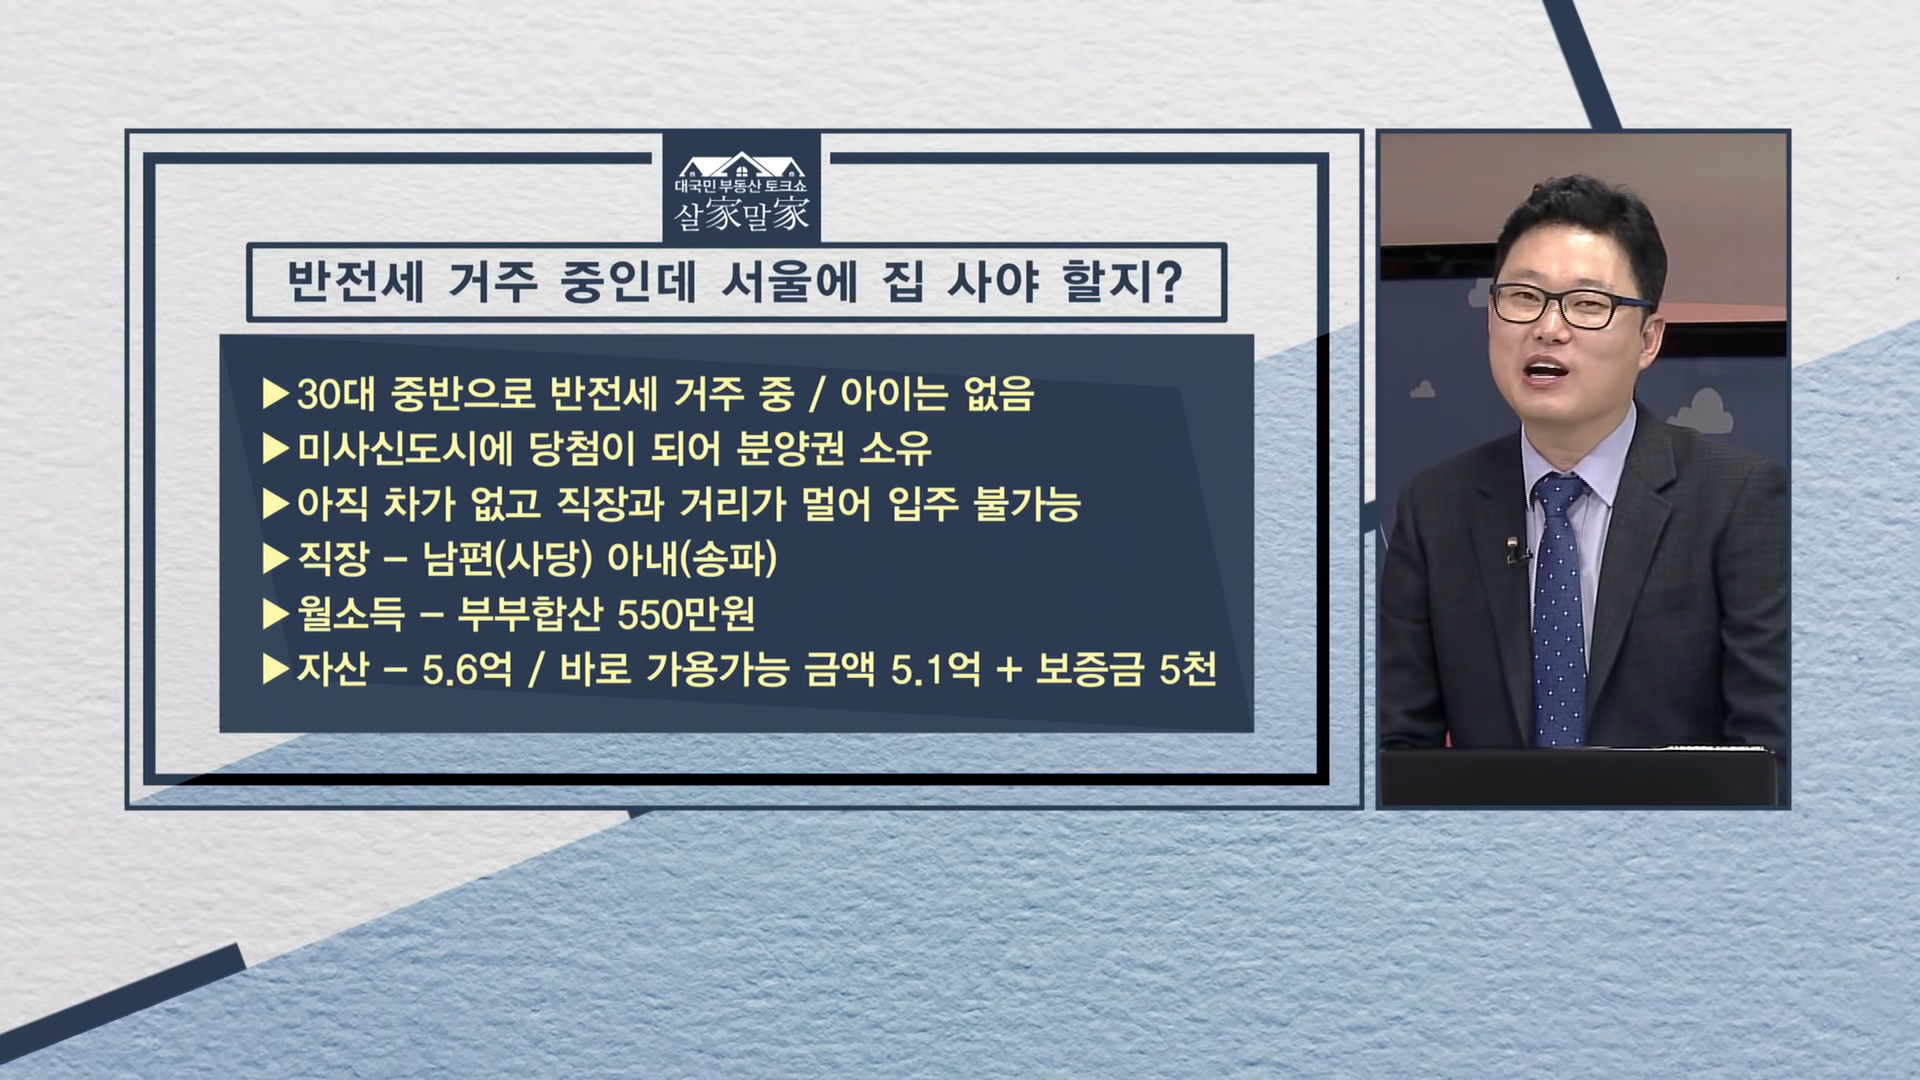 대국민 부동산 토크쇼
살家말家
반전세 거주 중인데 서울에 집 사야 할지?
▶30대 중반으로 반전세 거주 중 / 아이는 없음
▶미사신도시에 당첨이 되어 분양권 소유
▶아직 차가 없고 직장과 거리가 멀어 입주 불가능
▶직장 – 남편(사당) 아내(송파)
▶월소득 – 부부합산 550만원
▶자산 – 5.6억 / 바로 가용가능 금액 5.1억 + 보증금 5천